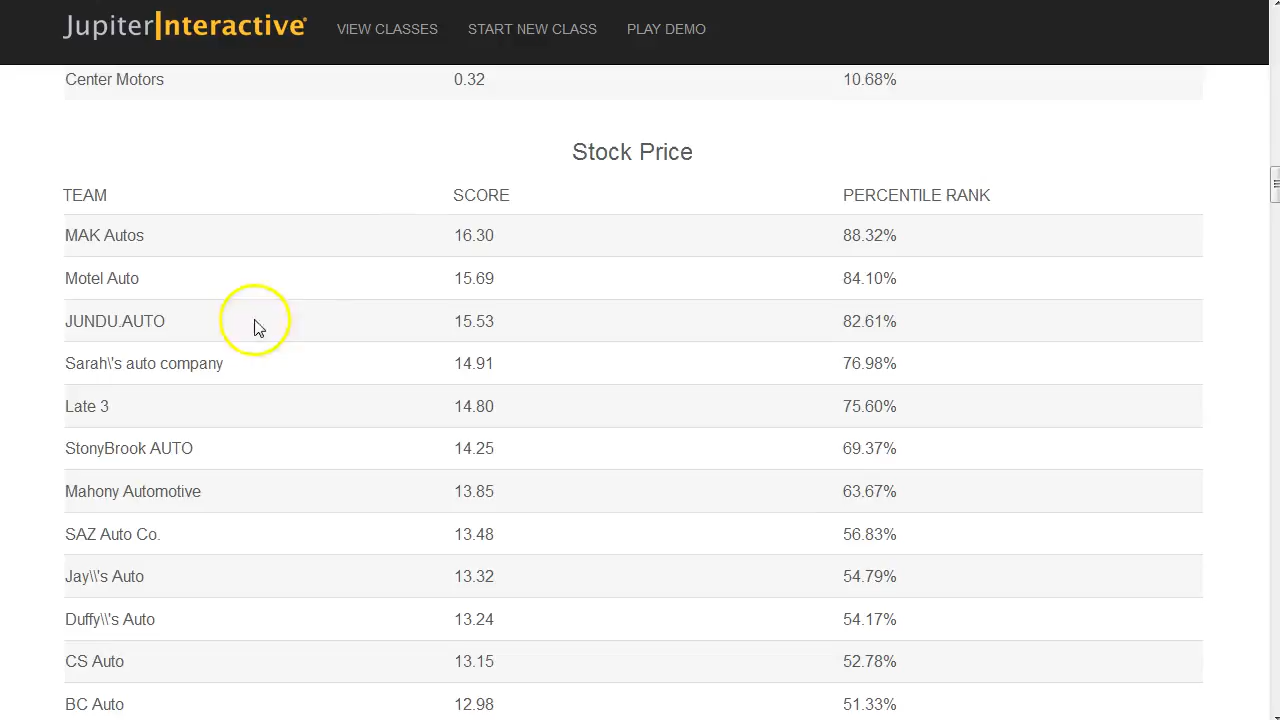 Jupiter|Interactive® VIEW CLASSES START NEW CLASS PLAY DEMO
Center Motors 0.32 10.68%
Stock Price
TEAM SCORE PERCENTILE RANK
MAK Autos 16.30 88.32%
Motel Auto 15.69 84.10%
JUNDU.AUTO 15.53 82.61%
Sarah\'s auto company 14.91 76.98%
Late 3 14.80 75.60%
StonyBrook AUTO 14.25 69.37%
Mahony Automotive 13.85 63.67%
SAZ Auto Co. 13.48 56.83%
Jay\\'s Auto 13.32 54.79%
Duffy\\'s Auto 13.24 54.17%
CS Auto 13.15 52.78%
BC Auto 12.98 51.33%